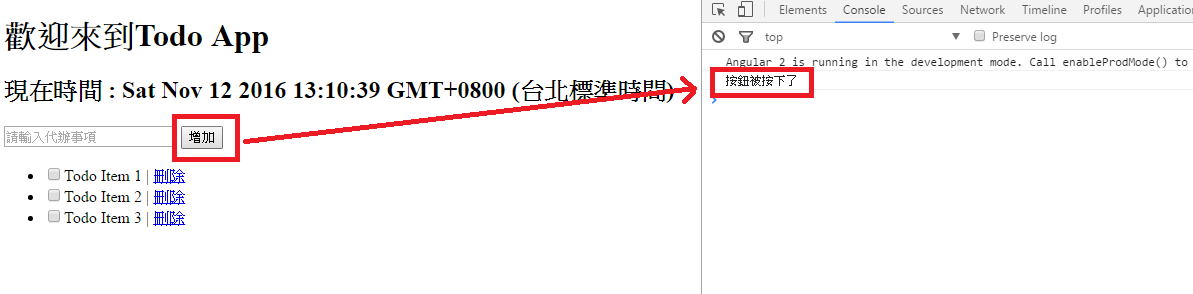 歡迎來到Todo App
現在時間 : Sat Nov 12 2016 13:10:39 GMT+0800 (台北標準時間)
請輸入代辦事項 增加
Todo Item 1 | 刪除
Todo Item 2 | 刪除
Todo Item 3 | 刪除
Elements Console Sources Network Timeline Profiles Application
top Preserve log
Angular 2 is running in the development mode. Call enableProdMode() to
按鈕被按下了